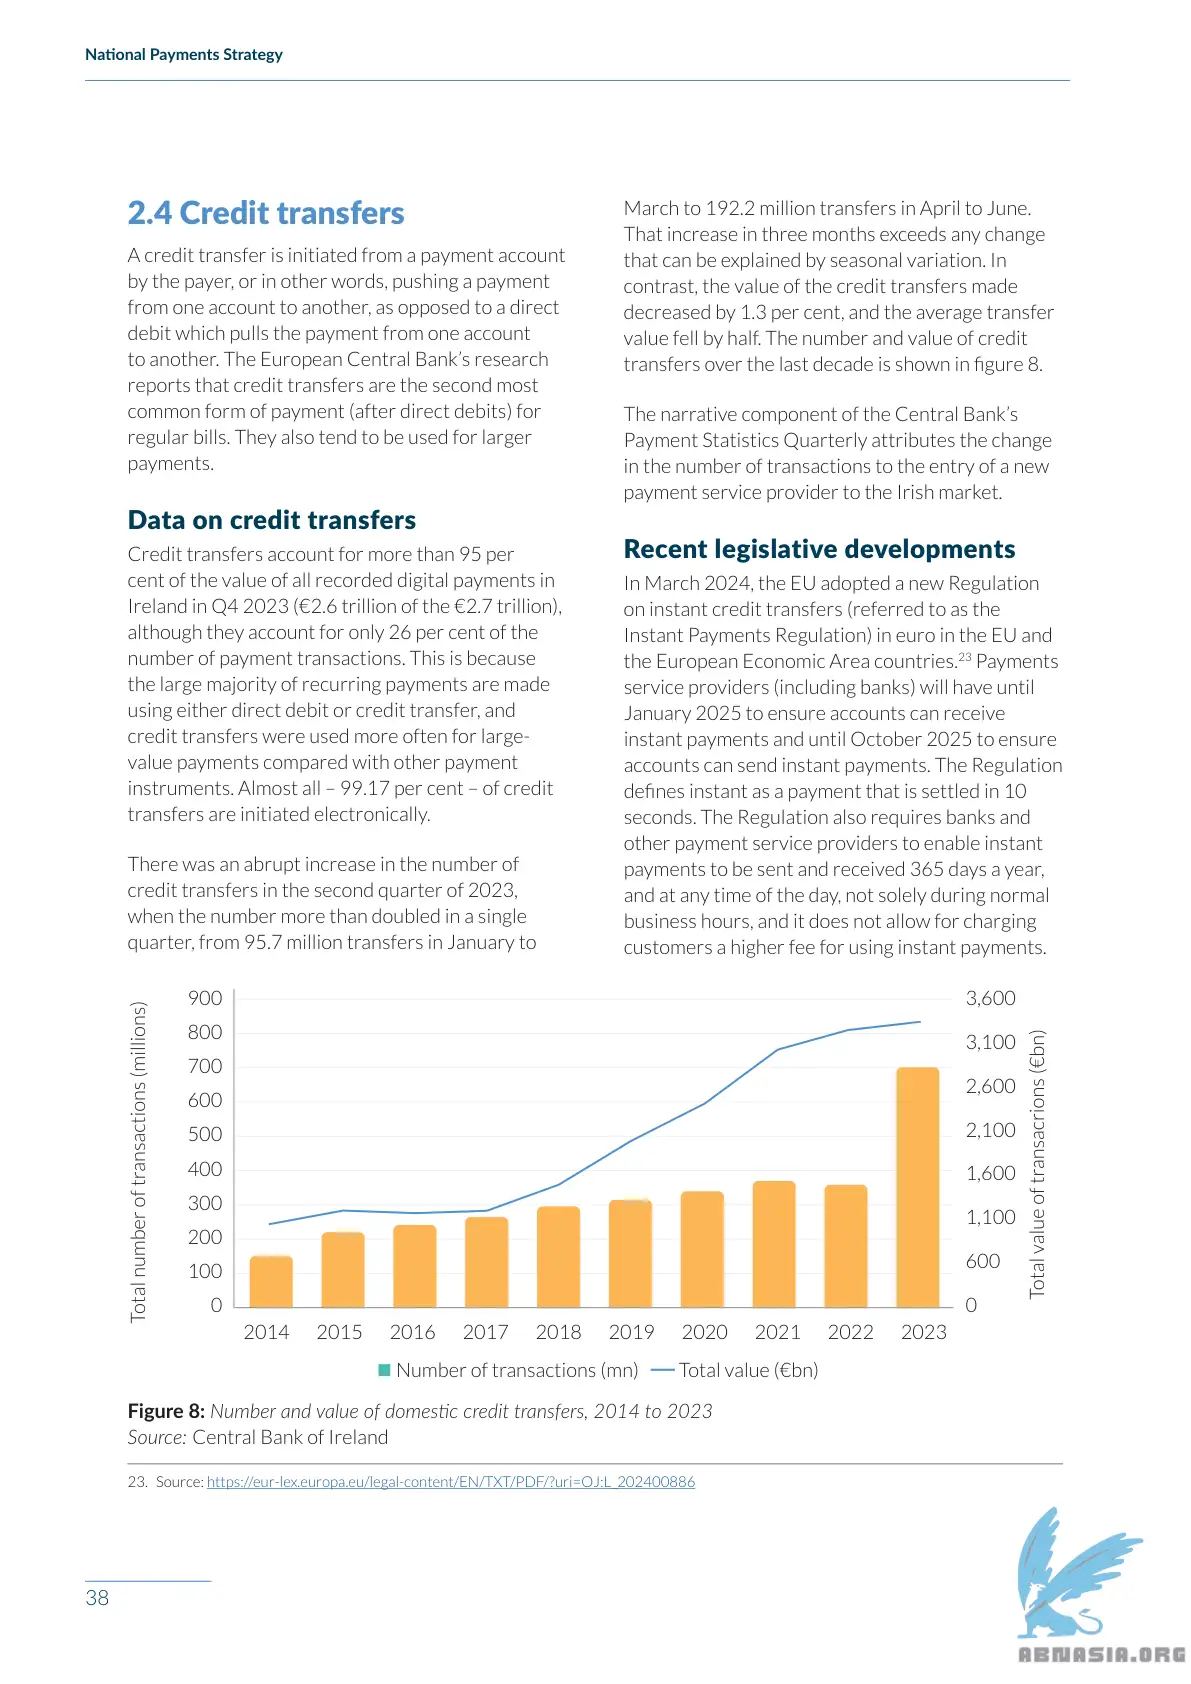 National Payments Strategy
2.4 Credit transfers
A credit transfer is initiated from a payment account
by the payer, or in other words, pushing a payment
from one account to another, as opposed to a direct
debit which pulls the payment from one account
to another. The European Central Bank’s research
reports that credit transfers are the second most
common form of payment (after direct debits) for
regular bills. They also tend to be used for larger
payments.
Data on credit transfers
Credit transfers account for more than 95 per
cent of the value of all recorded digital payments in
Ireland in Q4 2023 (€2.6 trillion of the €2.7 trillion),
although they account for only 26 per cent of the
number of payment transactions. This is because
the large majority of recurring payments are made
using either direct debit or credit transfer, and
credit transfers were used more often for large-
value payments compared with other payment
instruments. Almost all – 99.17 per cent – of credit
transfers are initiated electronically.
There was an abrupt increase in the number of
credit transfers in the second quarter of 2023,
when the number more than doubled in a single
quarter, from 95.7 million transfers in January to
March to 192.2 million transfers in April to June.
That increase in three months exceeds any change
that can be explained by seasonal variation. In
contrast, the value of the credit transfers made
decreased by 1.3 per cent, and the average transfer
value fell by half. The number and value of credit
transfers over the last decade is shown in figure 8.
The narrative component of the Central Bank’s
Payment Statistics Quarterly attributes the change
in the number of transactions to the entry of a new
payment service provider to the Irish market.
Recent legislative developments
In March 2024, the EU adopted a new Regulation
on instant credit transfers (referred to as the
Instant Payments Regulation) in euro in the EU and
the European Economic Area countries.23 Payments
service providers (including banks) will have until
January 2025 to ensure accounts can receive
instant payments and until October 2025 to ensure
accounts can send instant payments. The Regulation
defines instant as a payment that is settled in 10
seconds. The Regulation also requires banks and
other payment service providers to enable instant
payments to be sent and received 365 days a year,
and at any time of the day, not solely during normal
business hours, and it does not allow for charging
customers a higher fee for using instant payments.
Total number of transactions (millions)
900
800
700
600
500
400
300
200
100
0
3,600
3,100
2,600
2,100
1,600
1,100
600
0
Total value of transacrions (€bn)
2014 2015 2016 2017 2018 2019 2020 2021 2022 2023
Number of transactions (mn) Total value (€bn)
Figure 8: Number and value of domestic credit transfers, 2014 to 2023
Source: Central Bank of Ireland
23. Source: https://eur-lex.europa.eu/legal-content/EN/TXT/PDF/?uri=OJ:L_202400886
38
ABNASIA.ORG